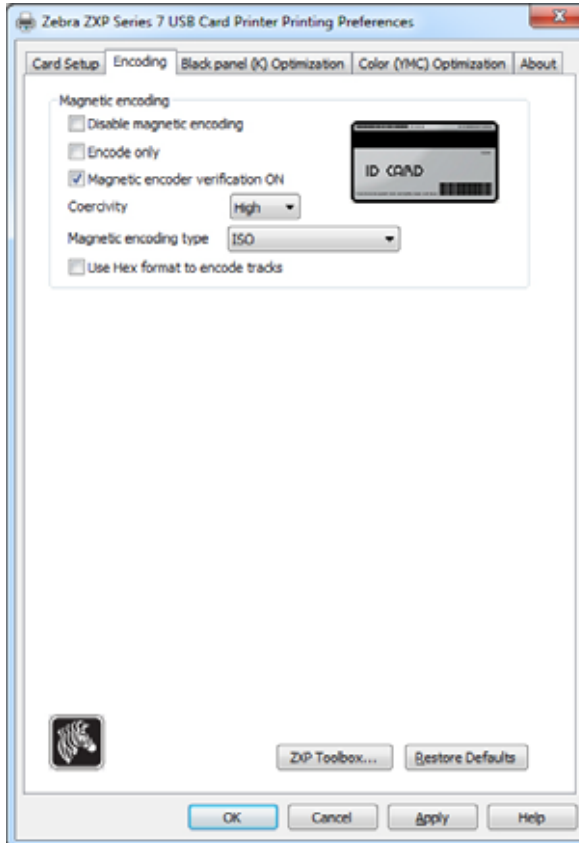 Zebra ZXP Series 7 USB Card Printer Printing Preferences
Card Setup Encoding Black panel (K) Optimization Color (YMC) Optimization About
Magnetic encoding
Disable magnetic encoding
Encode only
Magnetic encoder verification ON
ID CARD
Coercivity High
Magnetic encoding type ISO
Use Hex format to encode tracks
ZXP Toolbox... Restore Defaults
OK Cancel Apply Help